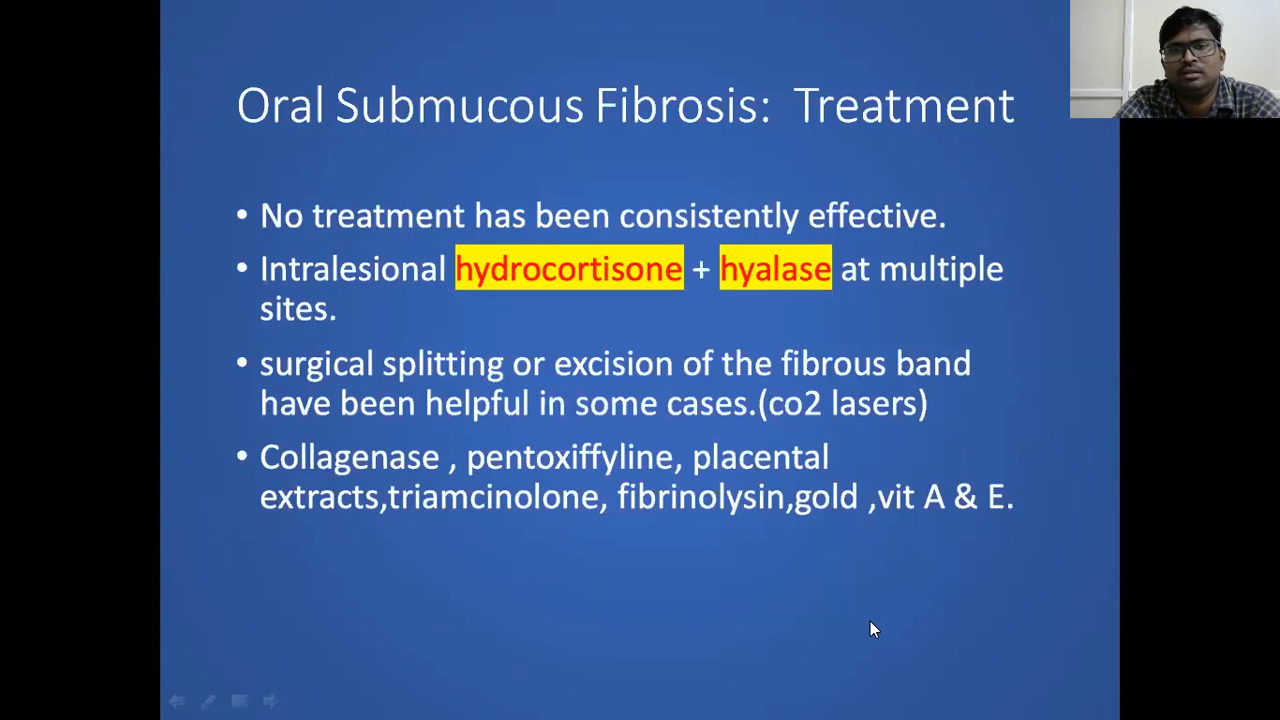 Oral Submucous Fibrosis: Treatment
• No treatment has been consistently effective.
• Intralesional hydrocortisone + hyalase at multiple
sites.
• surgical splitting or excision of the fibrous band
have been helpful in some cases.(co2 lasers)
• Collagenase , pentoxiffyline, placental
extracts,triamcinolone, fibrinolysin,gold ,vit A & E.